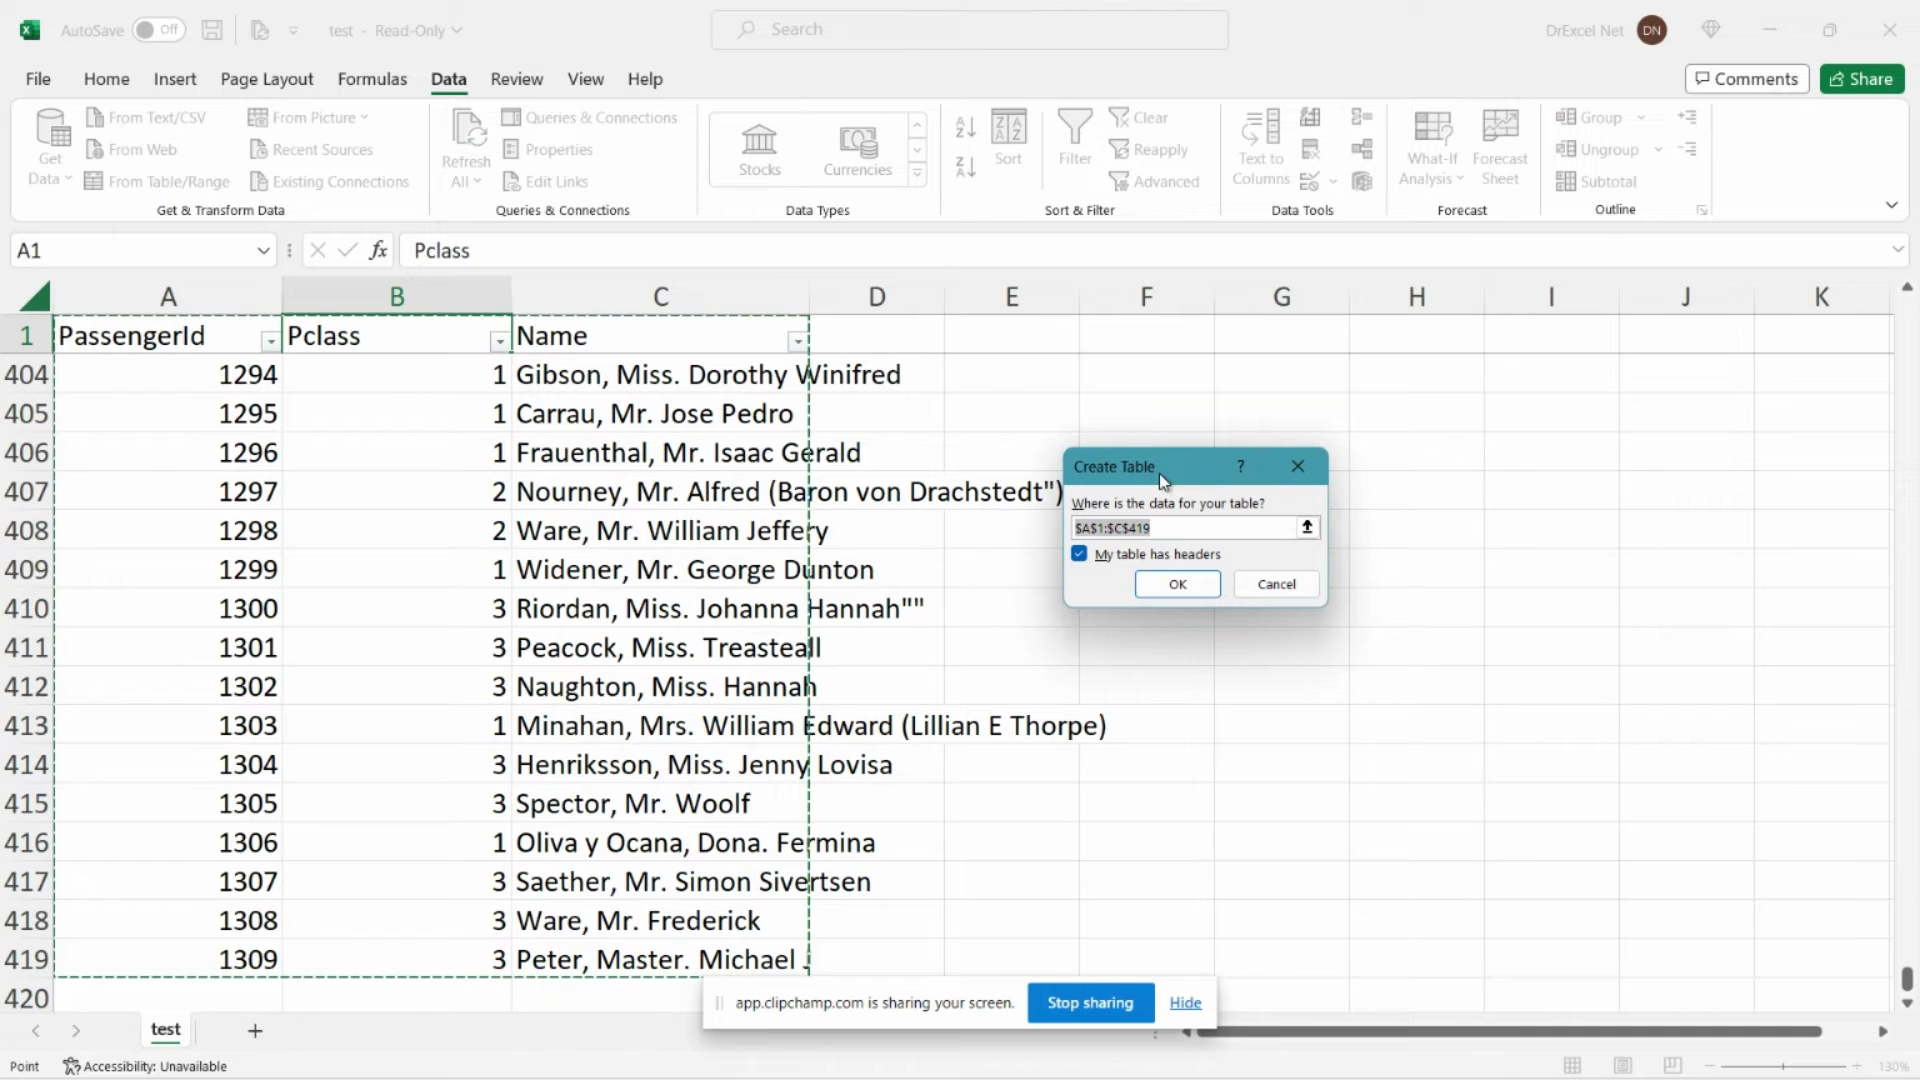 AutoSave Off test - Read-Only Search DrExcel Net DN
File Home Insert Page Layout Formulas Data Review View Help Comments Share
Get Data From Text/CSV From Web From Table/Range From Picture Recent Sources Existing Connections
Refresh All Queries & Connections Properties Edit Links
Stocks Currencies
Sort Filter Clear Reapply Advanced
Text to Columns What-If Analysis Forecast Sheet
Group Ungroup Subtotal
Get & Transform Data Queries & Connections Data Types Sort & Filter Data Tools Forecast Outline
A1 fx Pclass
A B C D E F G H I J K
1 PassengerId Pclass Name
404 1294 1 Gibson, Miss. Dorothy Winifred
405 1295 1 Carrau, Mr. Jose Pedro
406 1296 1 Frauenthal, Mr. Isaac Gerald
407 1297 2 Nourney, Mr. Alfred (Baron von Drachstedt")
408 1298 2 Ware, Mr. William Jeffery
409 1299 1 Widener, Mr. George Dunton
410 1300 3 Riordan, Miss. Johanna Hannah""
411 1301 3 Peacock, Miss. Treasteall
412 1302 3 Naughton, Miss. Hannah
413 1303 1 Minahan, Mrs. William Edward (Lillian E Thorpe)
414 1304 3 Henriksson, Miss. Jenny Lovisa
415 1305 3 Spector, Mr. Woolf
416 1306 1 Oliva y Ocana, Dona. Fermina
417 1307 3 Saether, Mr. Simon Sivertsen
418 1308 3 Ware, Mr. Frederick
419 1309 3 Peter, Master. Michael J
420
Create Table ?
Where is the data for your table?
$A$1:$C$419
My table has headers
OK Cancel
app.clipchamp.com is sharing your screen. Stop sharing Hide
test
Point Accessibility: Unavailable 130%